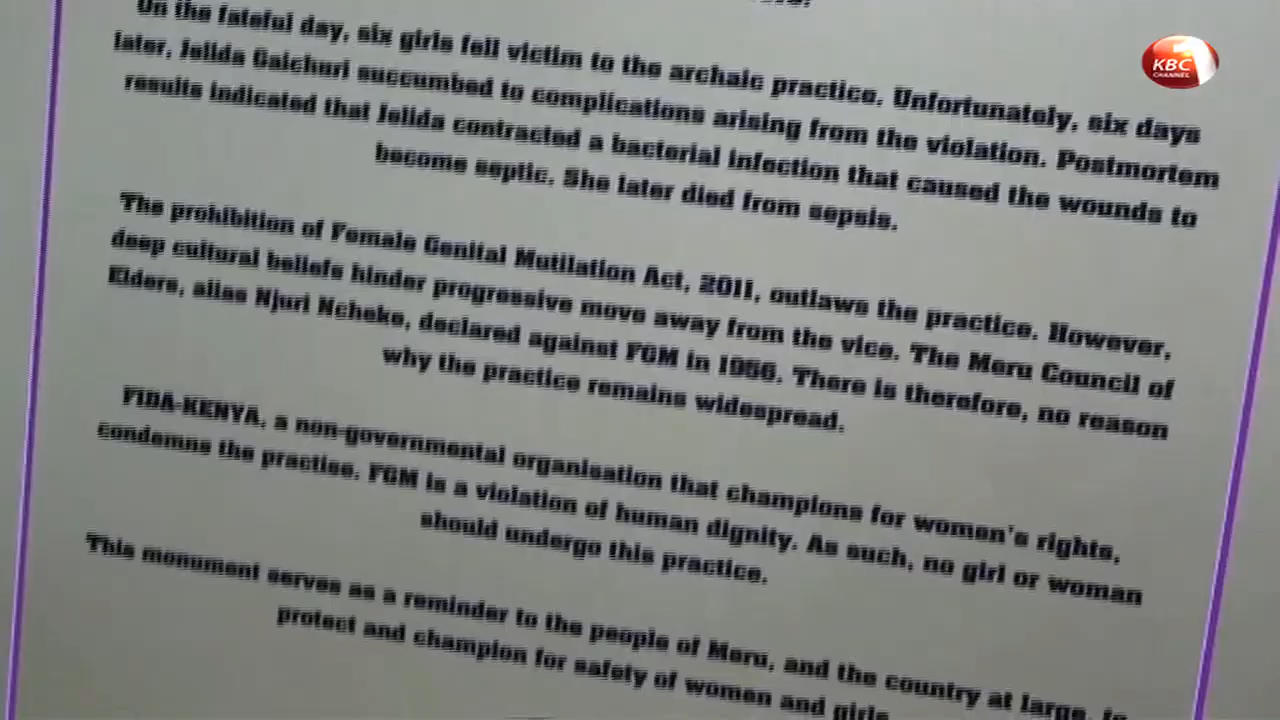 On the fateful day, six girls fell victim to the archaic practice. Unfortunately, six days
later, Jelida Gaichuri succumbed to complications arising from the violation. Postmortem
results indicated that Jelida contracted a bacterial infection that caused the wounds to
become septic. She later died from sepsis.
The prohibition of Female Genital Mutilation Act, 2011, outlaws the practice. However,
deep cultural beliefs hinder progressive move away from the vice. The Meru Council of
Elders, alias Njuri Ncheke, declared against FGM in 1956. There is therefore, no reason
why the practice remains widespread.
FIDA-KENYA, a non-governmental organisation that champions for women's rights,
condemns the practise. FGM is a violation of human dignity. As such, no girl or woman
should undergo this practice.
This monument serves as a reminder to the people of Meru, and the country at large, to
protect and champion for safety of women and girls
1
KBC
CHANNEL